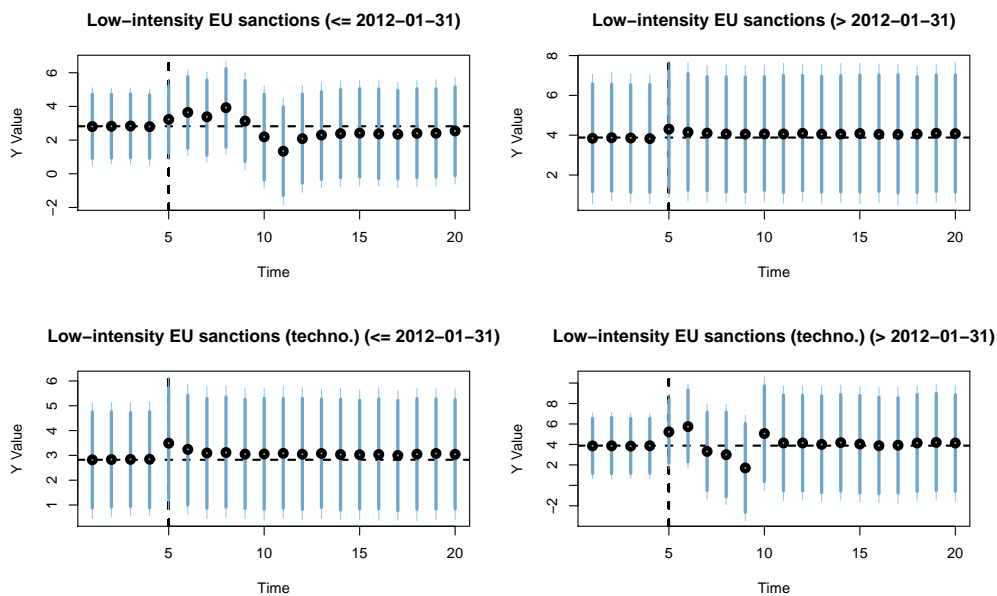 Low−intensity EU sanctions (<= 2012−01−31)
Y Value
6
4
2
0
−2
5 10 15 20
Time
Low−intensity EU sanctions (> 2012−01−31)
Y Value
8
6
4
2
5 10 15 20
Time
Low−intensity EU sanctions (techno.) (<= 2012−01−31)
Y Value
6
5
4
3
2
1
5 10 15 20
Time
Low−intensity EU sanctions (techno.) (> 2012−01−31)
Y Value
8
6
4
2
−2
5 10 15 20
Time